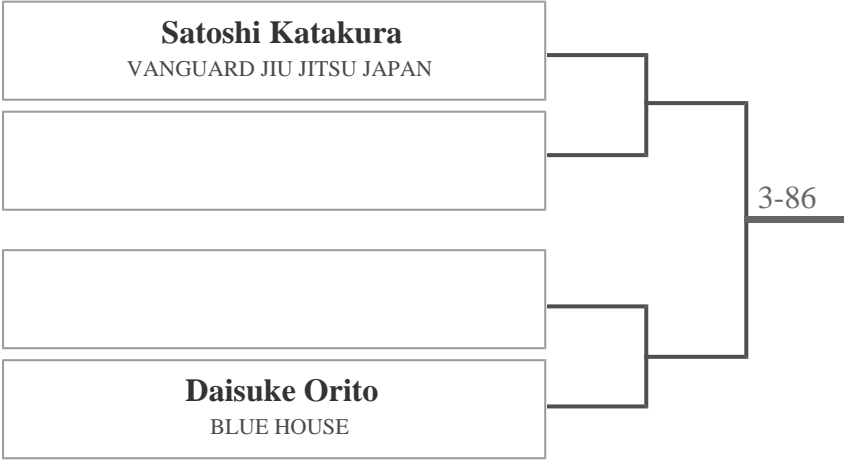 Satoshi Katakura
VANGUARD JIU JITSU JAPAN
3-86
Daisuke Orito
BLUE HOUSE